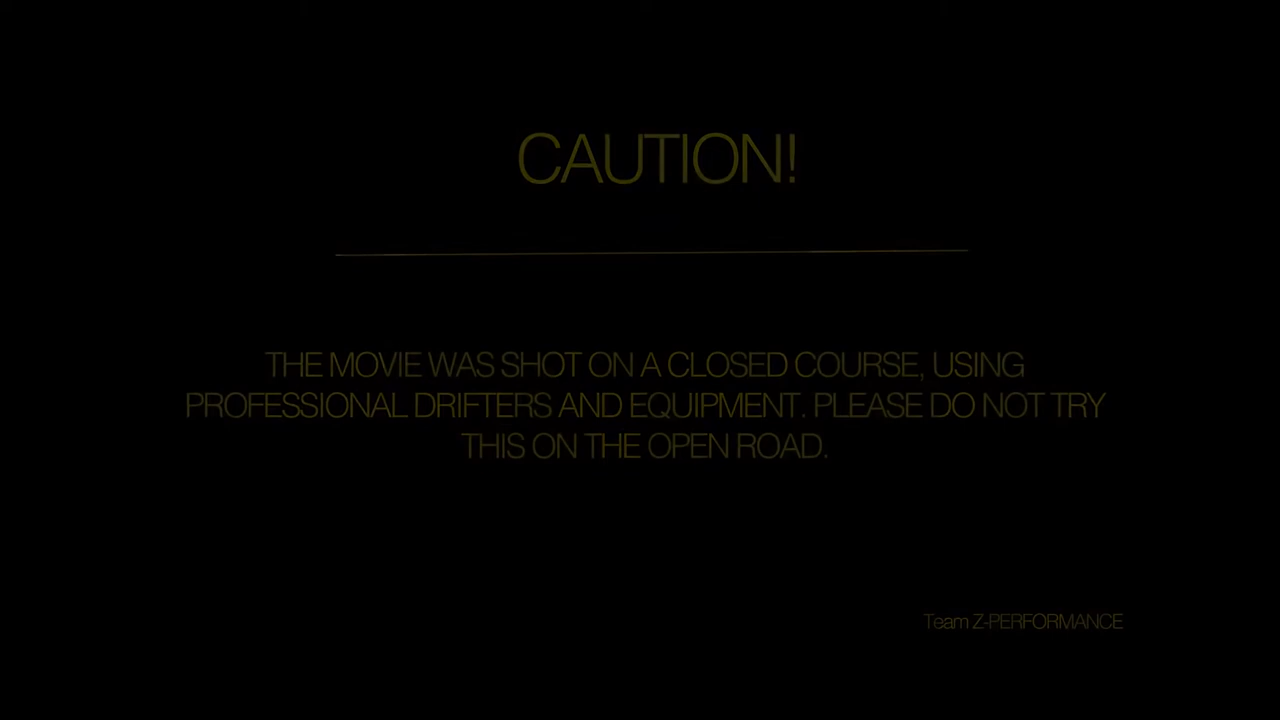 CAUTION!
THE MOVIE WAS SHOT ON A CLOSED COURSE, USING
PROFESSIONAL DRIFTERS AND EQUIPMENT. PLEASE DO NOT TRY
THIS ON THE OPEN ROAD.
Team Z-PERFORMANCE